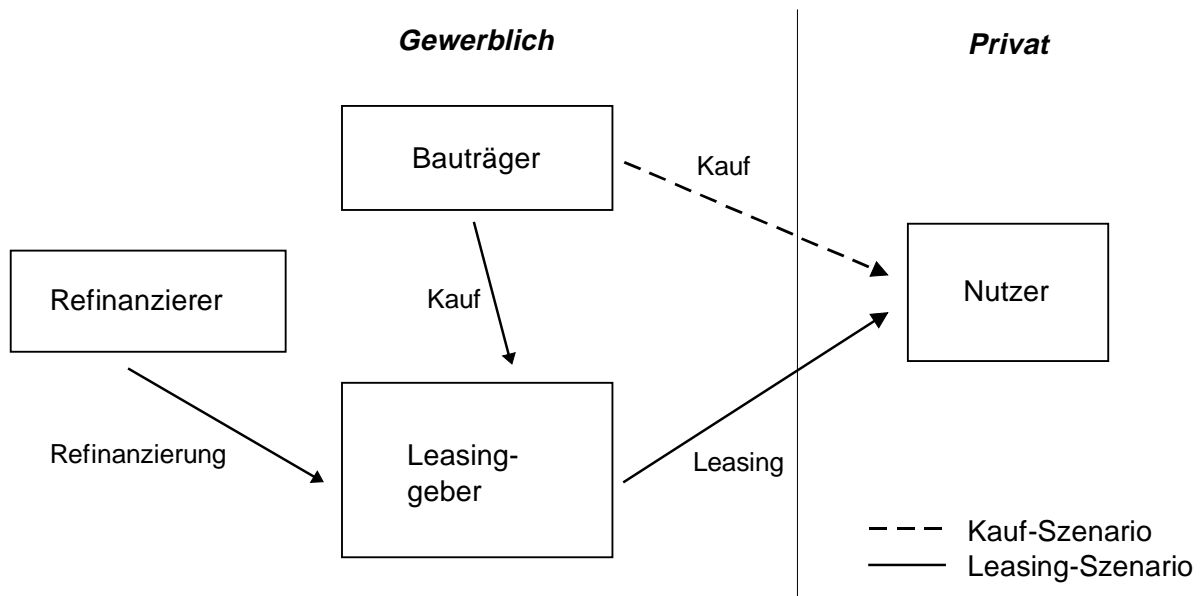 Gewerblich
Privat
Bauträger
Kauf
Nutzer
Refinanzierer
Kauf
Refinanzierung
Leasing-
geber
Leasing
Kauf-Szenario
Leasing-Szenario